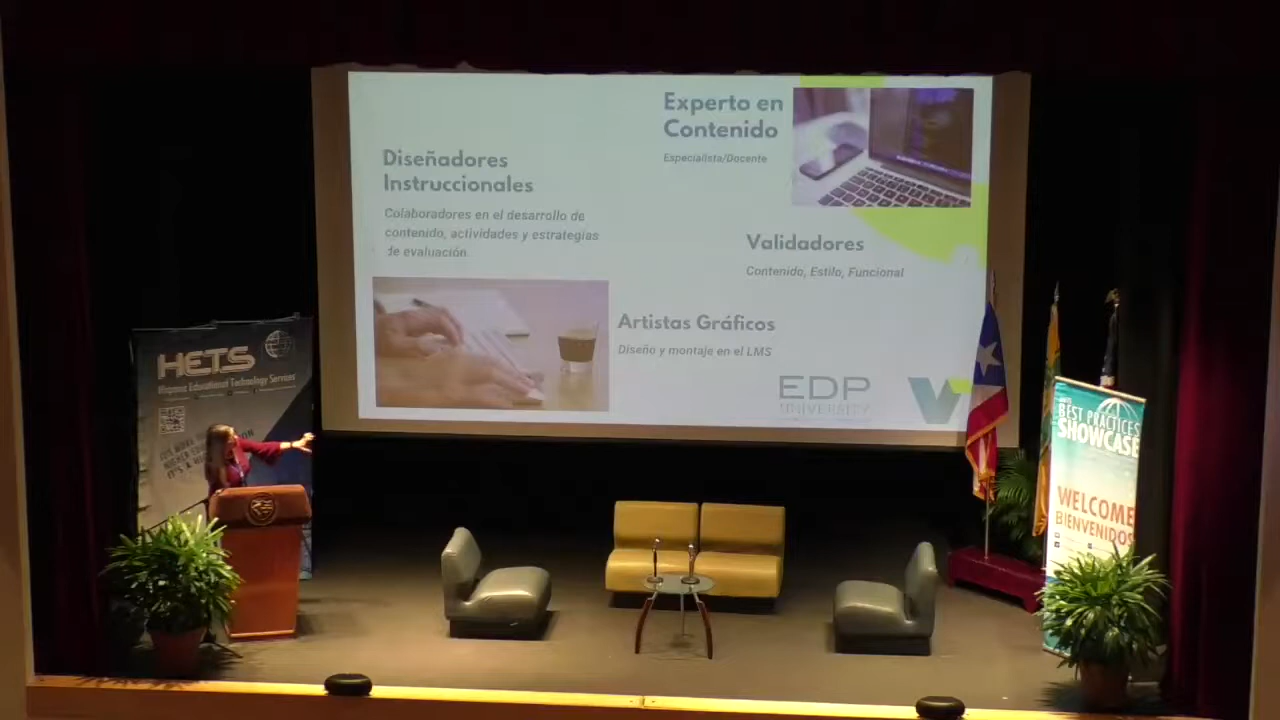 Experto en
Contenido
Especialista/Docente
Diseñadores
Instruccionales
Colaboradores en el desarrollo de
contenido, actividades y estrategias
de evaluación
Validadores
Contenido, Estilo, Funcional
Artistas Gráficos
Diseño y montaje en el LMS
EDP
UNIVERSITY
HETS
Hispanic Educational Technology Services
BEST PRACTICES
SHOWCASE
WELCOME
BIENVENIDOS